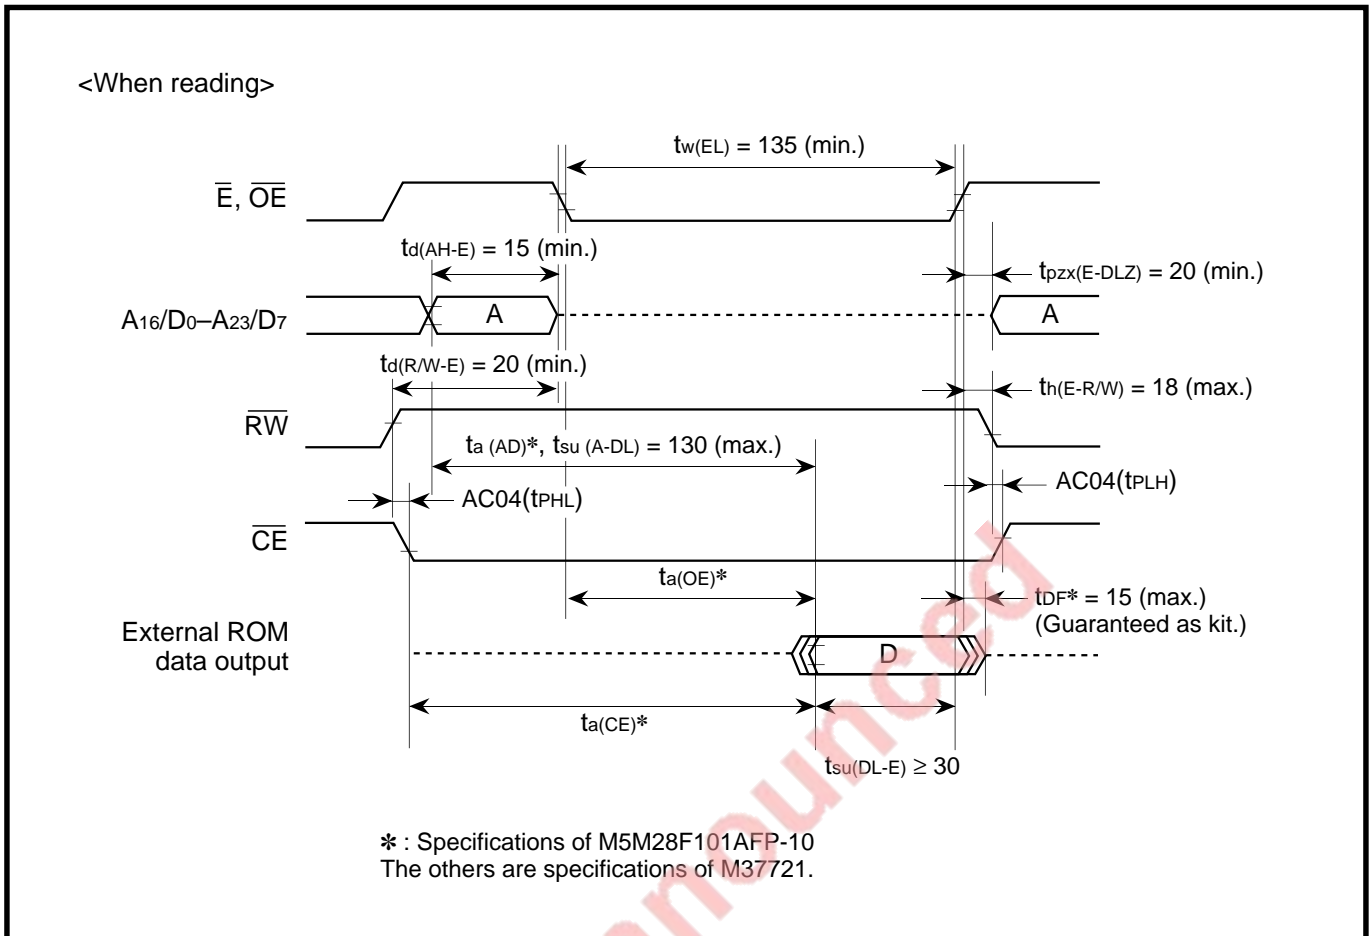 <When reading>
tw(EL) = 135 (min.)
E, OE
td(AH-E) = 15 (min.)
tpzx(E-DLZ) = 20 (min.)
A16/D0–A23/D7
A
A
td(R/W-E) = 20 (min.)
th(E-R/W) = 18 (max.)
RW
ta (AD)*, tsu (A-DL) = 130 (max.)
AC04(tPHL)
AC04(tPLH)
CE
ta(OE)*
tDF* = 15 (max.)
(Guaranteed as kit.)
External ROM
data output
D
ta(CE)*
tsu(DL-E) ≥ 30
* : Specifications of M5M28F101AFP-10
The others are specifications of M37721.
nounced